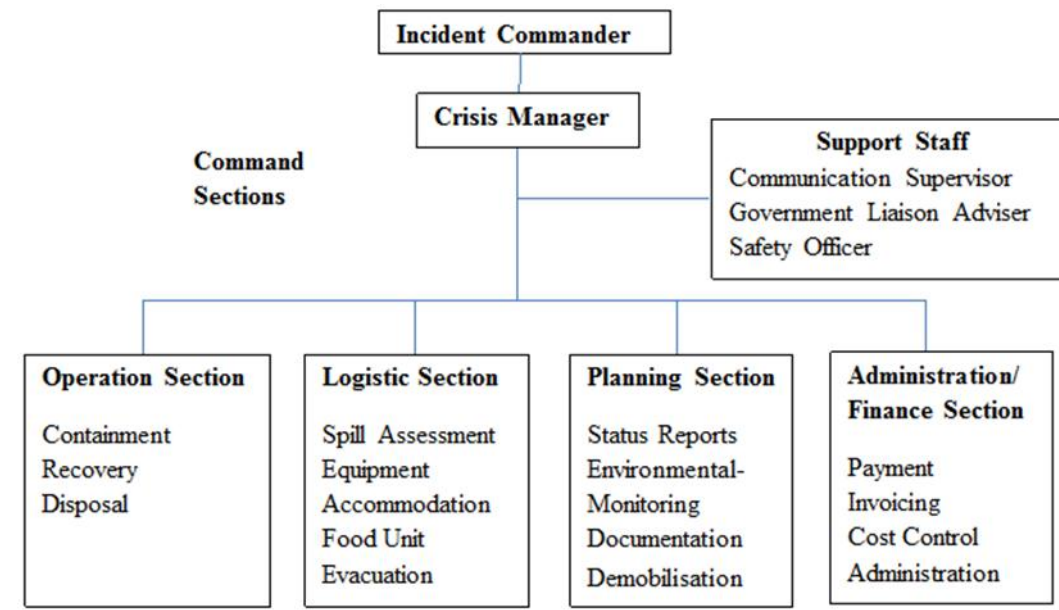 Incident Commander
Crisis Manager
Command
Sections
Support Staff
Communication Supervisor
Government Liaison Adviser
Safety Officer
Operation Section
Containment
Recovery
Disposal
Logistic Section
Spill Assessment
Equipment
Accommodation
Food Unit
Evacuation
Planning Section
Status Reports
Environmental-
Monitoring
Documentation
Demobilisation
Administration/
Finance Section
Payment
Invoicing
Cost Control
Administration